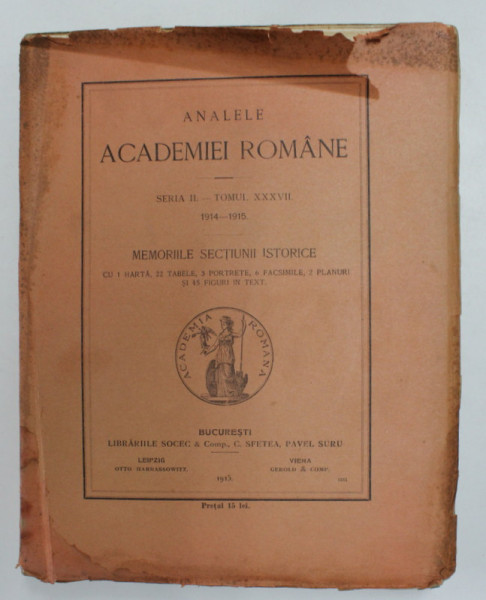 ANALELE
ACADEMIEI ROMÂNE
SERIA II. — TOMUL XXXVII.
1914—1915.
MEMORIILE SECȚIUNII ISTORICE
CU 1 HARTĂ, 22 TABELE, 3 PORTRETE, 6 FACSIMILE, 2 PLANURI
ȘI 45 FIGURI IN TEXT.
ACADEMIA ROMANA
BUCUREȘTI
LIBRĂRIILE SOCEC & Comp., C. SFETEA, PAVEL SURU
LEIPZIG VIENA
OTTO HARRASSOWITZ GEROLD & COMP.
1915.
Prețul 15 lei.